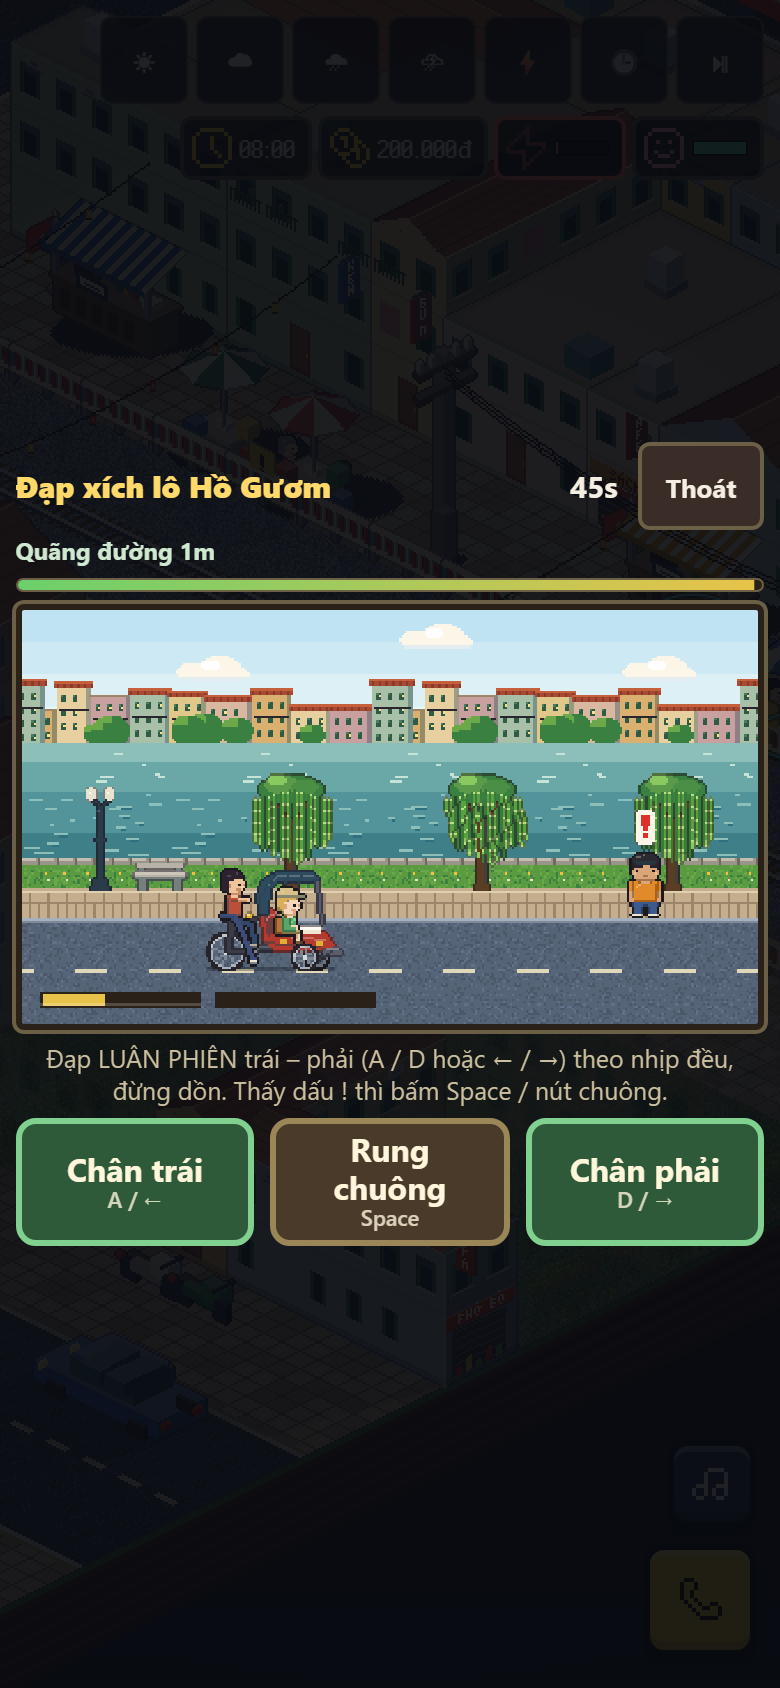 08:00
200.000đ
Đạp xích lô Hồ Gươm
45s
Thoát
Quãng đường 1m
!
Đạp LUÂN PHIÊN trái – phải (A / D hoặc ← / →) theo nhịp đều,
đừng dồn. Thấy dấu ! thì bấm Space / nút chuông.
Chân trái
A / ←
Rung
chuông
Space
Chân phải
D / →
PHỞ BÒ